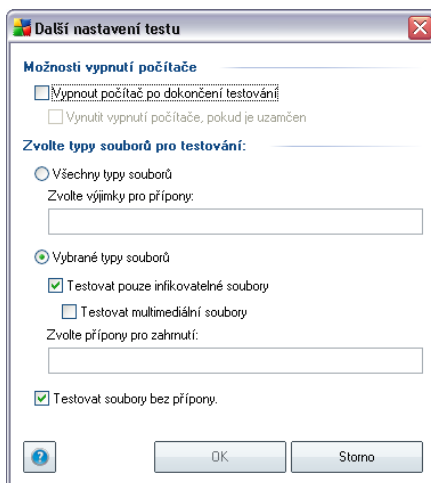 Další nastavení testu
Možnosti vypnutí počítače
Vypnout počítač po dokončení testování
Vynutit vypnutí počítače, pokud je uzamčen
Zvolte typy souborů pro testování:
Všechny typy souborů
Zvolte výjimky pro přípony:
Vybrané typy souborů
Testovat pouze infikovatelné soubory
Testovat multimediální soubory
Zvolte přípony pro zahrnutí:
Testovat soubory bez přípony.
? OK Storno